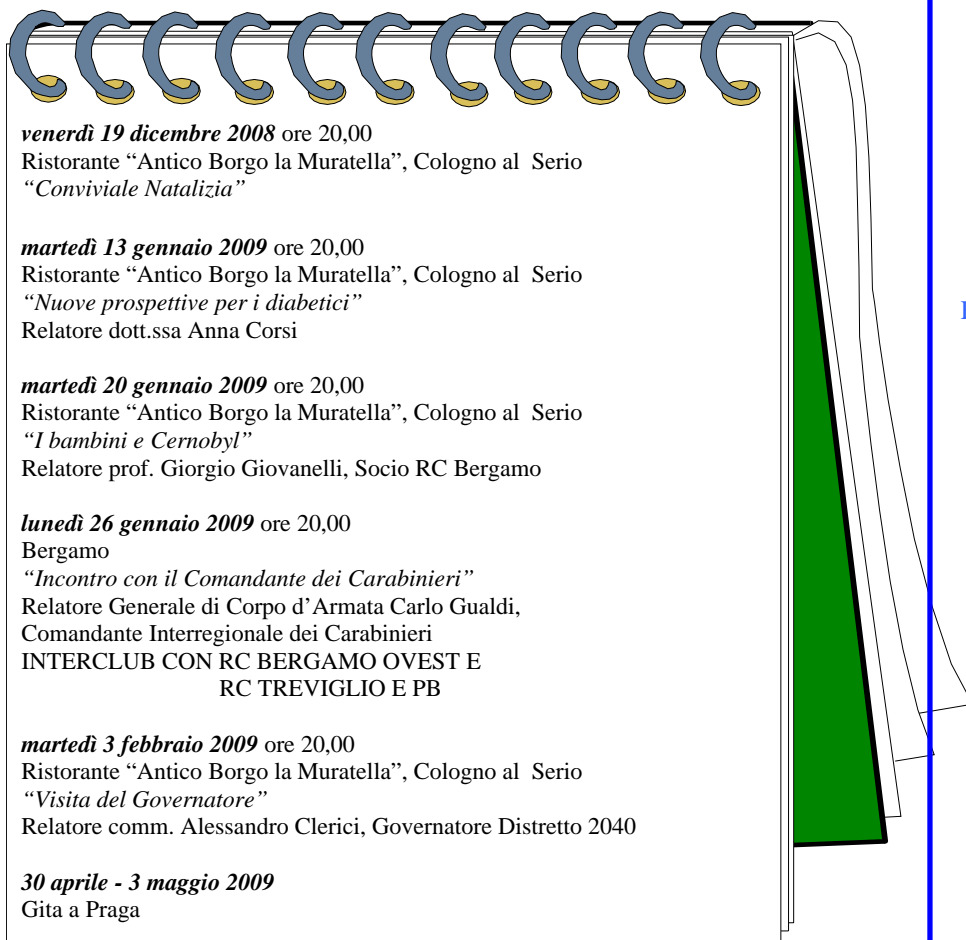 venerdì 19 dicembre 2008 ore 20,00
Ristorante “Antico Borgo la Muratella”, Cologno al Serio
“Conviviale Natalizia”
martedì 13 gennaio 2009 ore 20,00
Ristorante “Antico Borgo la Muratella”, Cologno al Serio
“Nuove prospettive per i diabetici”
Relatore dott.ssa Anna Corsi
martedì 20 gennaio 2009 ore 20,00
Ristorante “Antico Borgo la Muratella”, Cologno al Serio
“I bambini e Cernobyl”
Relatore prof. Giorgio Giovanelli, Socio RC Bergamo
lunedì 26 gennaio 2009 ore 20,00
Bergamo
“Incontro con il Comandante dei Carabinieri”
Relatore Generale di Corpo d’Armata Carlo Gualdi,
Comandante Interregionale dei Carabinieri
INTERCLUB CON RC BERGAMO OVEST E
RC TREVIGLIO E PB
martedì 3 febbraio 2009 ore 20,00
Ristorante “Antico Borgo la Muratella”, Cologno al Serio
“Visita del Governatore”
Relatore comm. Alessandro Clerici, Governatore Distretto 2040
30 aprile - 3 maggio 2009
Gita a Praga